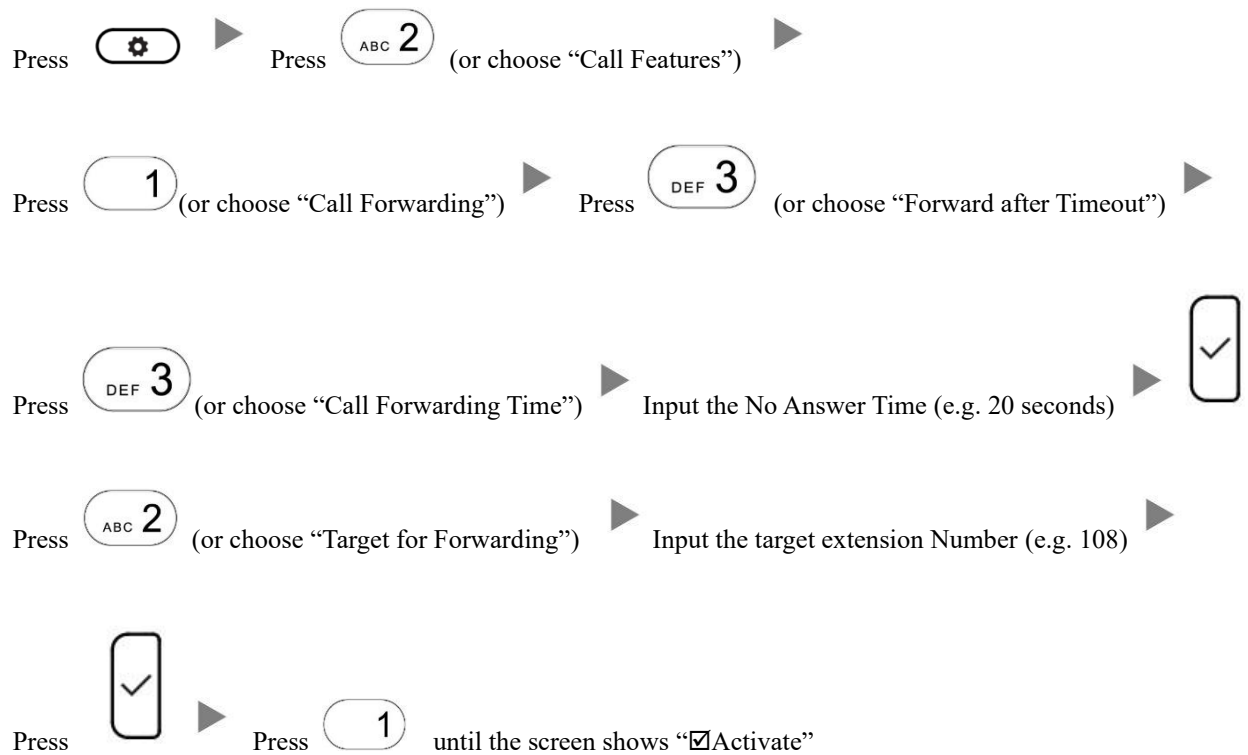 Press Press ABC 2 (or choose “Call Features”)
Press 1 (or choose “Call Forwarding”) Press DEF 3 (or choose “Forward after Timeout”)
Press DEF 3 (or choose “Call Forwarding Time”) Input the No Answer Time (e.g. 20 seconds)
Press ABC 2 (or choose “Target for Forwarding”) Input the target extension Number (e.g. 108)
Press Press 1 until the screen shows “☑Activate”